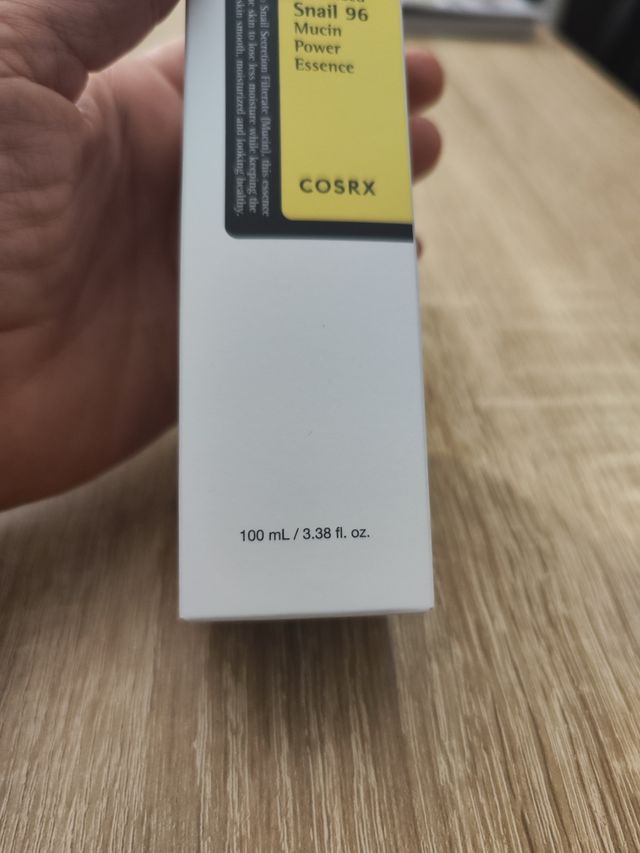 Snail 96
Mucin
Power
Essence
COSRX
Snail Secretion Filterate (Mucin), this essence
skin to lose less moisture while keeping the
skin smooth, moisturized and looking healthy.
100 mL / 3.38 fl. oz.